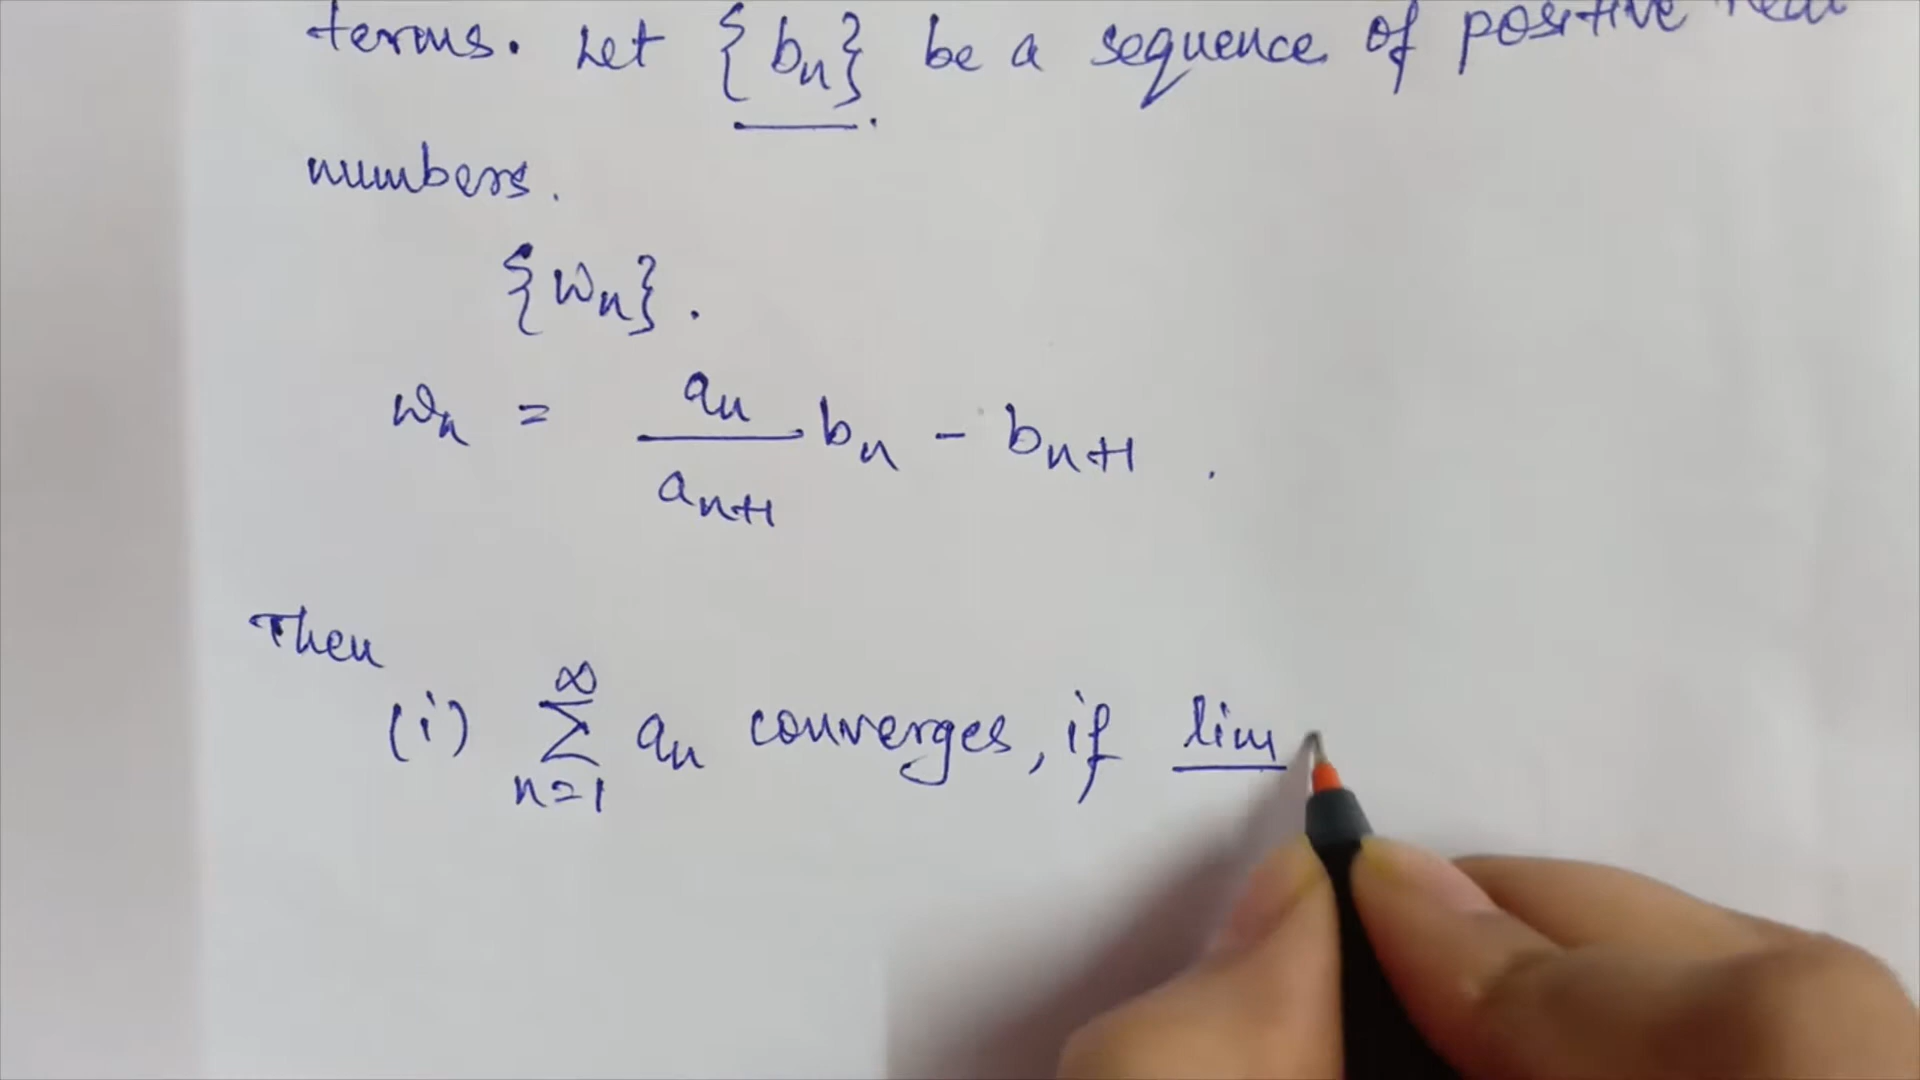 terms. Let {bn} be a sequence of positive real
numbers.
{wn}.
wn = an/an+1 bn - bn+1 .
Then
(i) ∞∑n=1 an converges, if lim